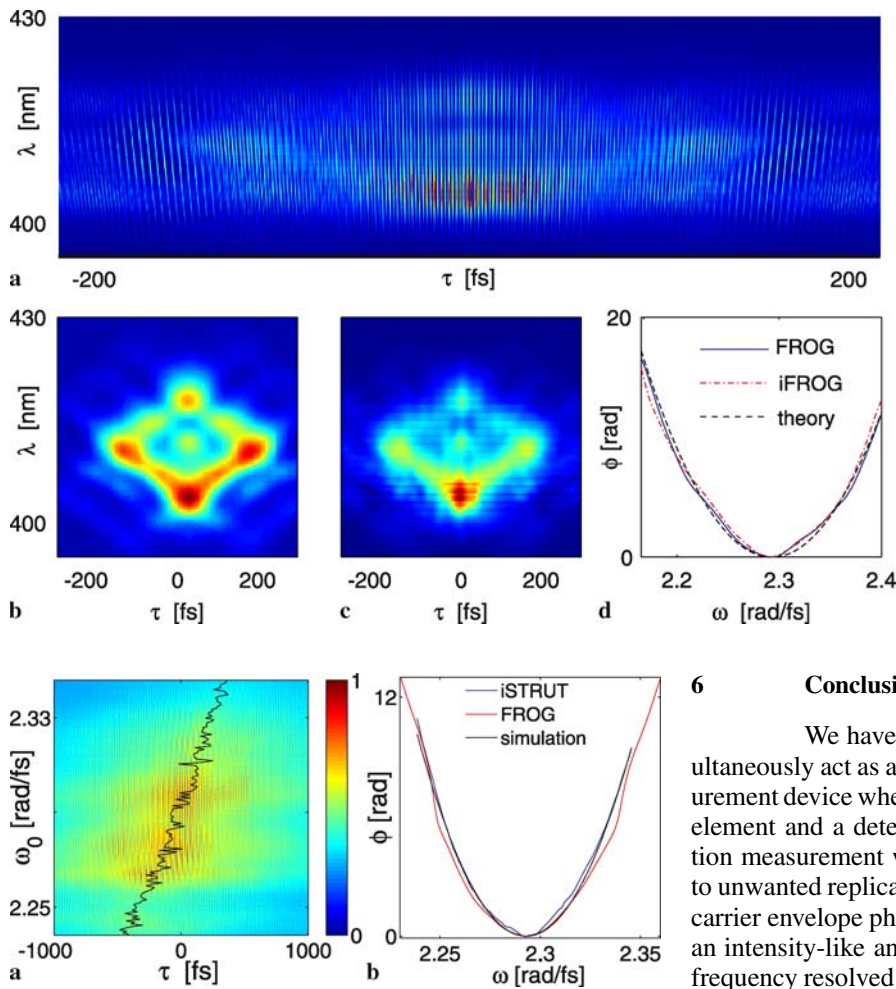 430
λ [nm]
400
a
-200
τ [fs]
200
430
λ [nm]
400
-200
0
200
b
τ [fs]
-200
0
200
c
τ [fs]
20
FROG
iFROG
theory
ϕ [rad]
0
2.2
2.3
2.4
d
ω [rad/fs]
2.33
ω0 [rad/fs]
2.25
-1000
0
1000
a
τ [fs]
1
0
12
iSTRUT
FROG
simulation
ϕ [rad]
0
2.25
2.3
2.35
b
ω [rad/fs]
6 Conclusi
We have
ultaneously act as a
urement device whe
element and a dete
tion measurement w
to unwanted replica
carrier envelope ph
an intensity-like an
frequency resolved